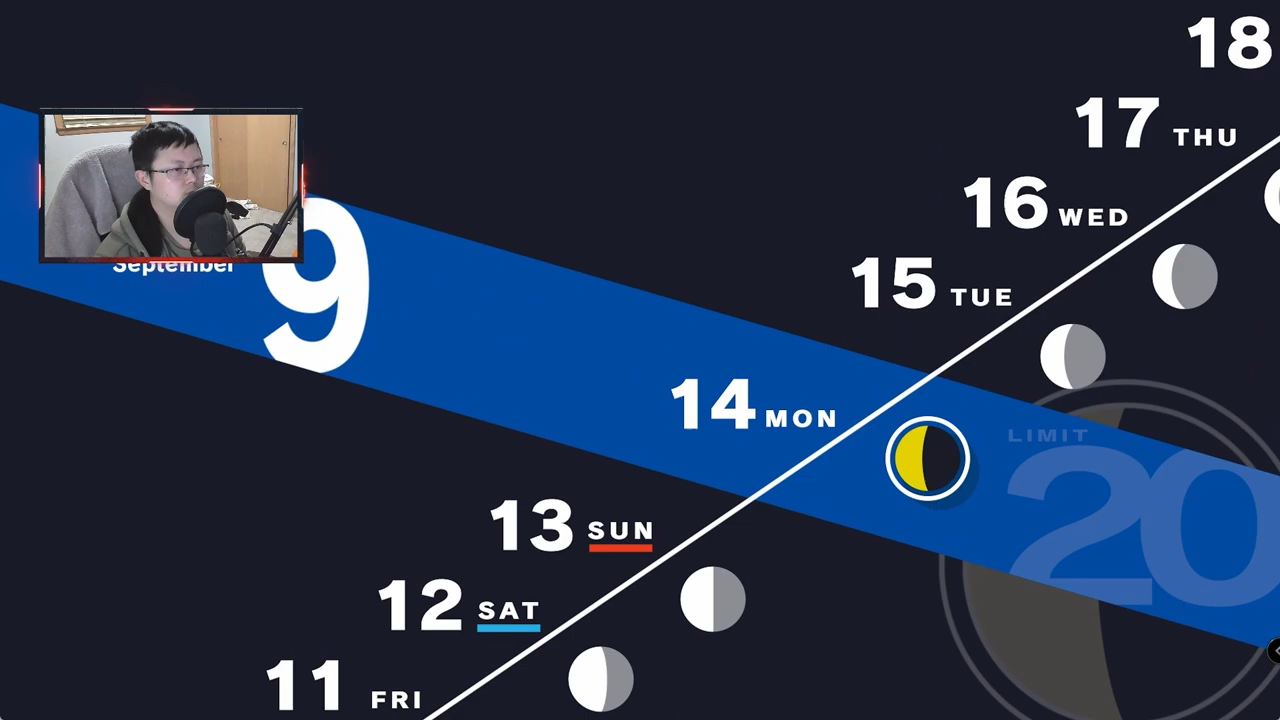 18
17 THU
16 WED
15 TUE
September 9
14 MON
LIMIT
20
13 SUN
12 SAT
11 FRI